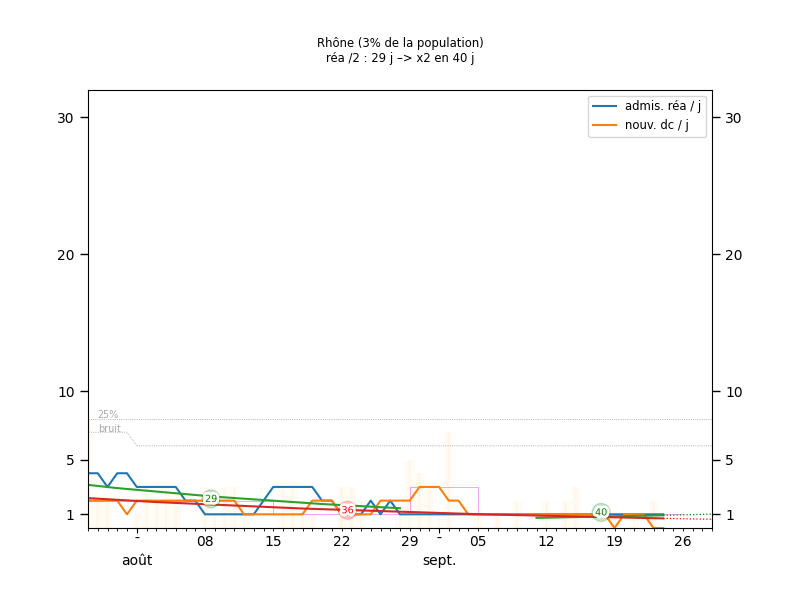 Rhône (3% de la population)
réa /2 : 29 j –> x2 en 40 j
admis. réa / j
nouv. dc / j
30 30
20 20
10 10
25%
bruit
5 5
29
36
40
1 1
- 08 15 22 29 - 05 12 19 26
août sept.